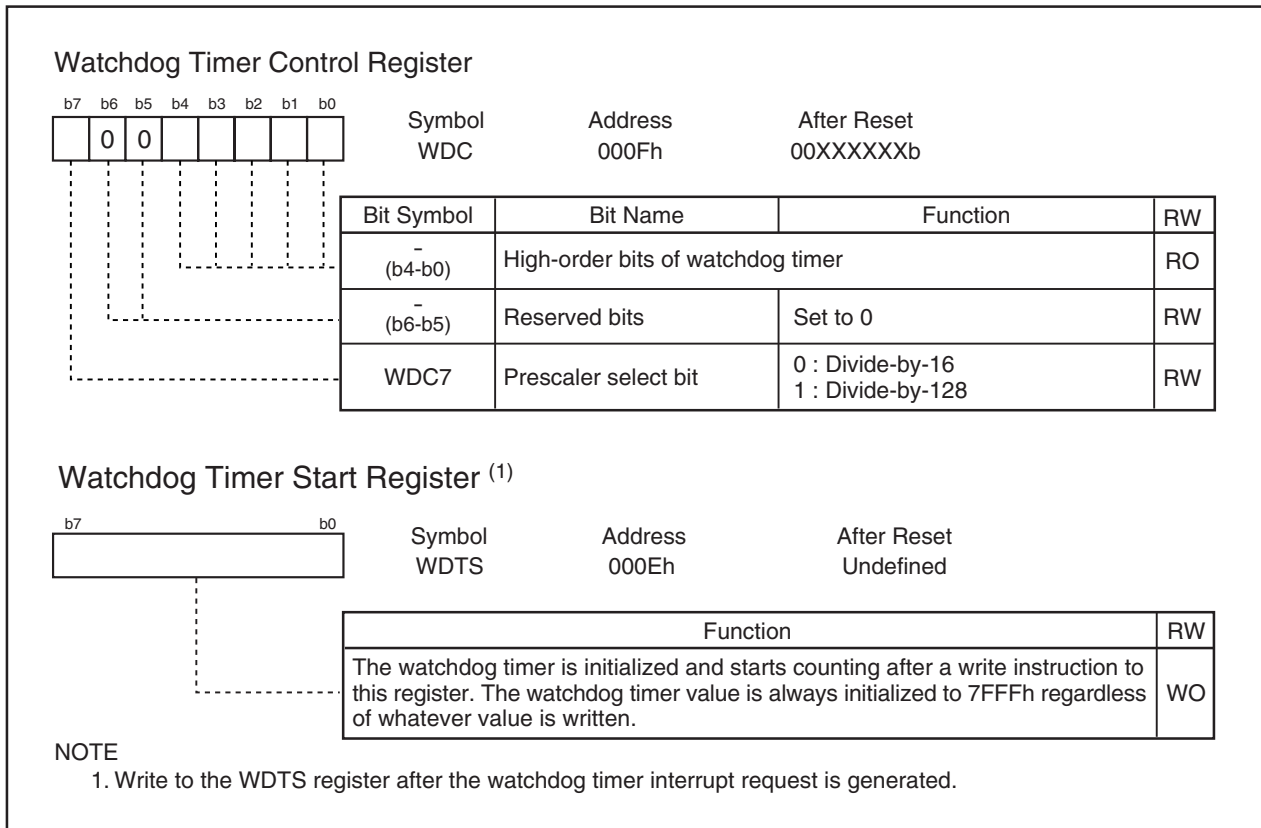 Watchdog Timer Control Register
b7 b6 b5 b4 b3 b2 b1 b0
0 0
Symbol Address After Reset
WDC 000Fh 00XXXXXXb
Bit Symbol Bit Name Function RW
–
(b4-b0) High-order bits of watchdog timer RO
–
(b6-b5) Reserved bits Set to 0 RW
WDC7 Prescaler select bit 0 : Divide-by-16
1 : Divide-by-128 RW
Watchdog Timer Start Register (1)
b7 b0
Symbol Address After Reset
WDTS 000Eh Undefined
Function RW
The watchdog timer is initialized and starts counting after a write instruction to
this register. The watchdog timer value is always initialized to 7FFFh regardless
of whatever value is written. WO
NOTE
1. Write to the WDTS register after the watchdog timer interrupt request is generated.